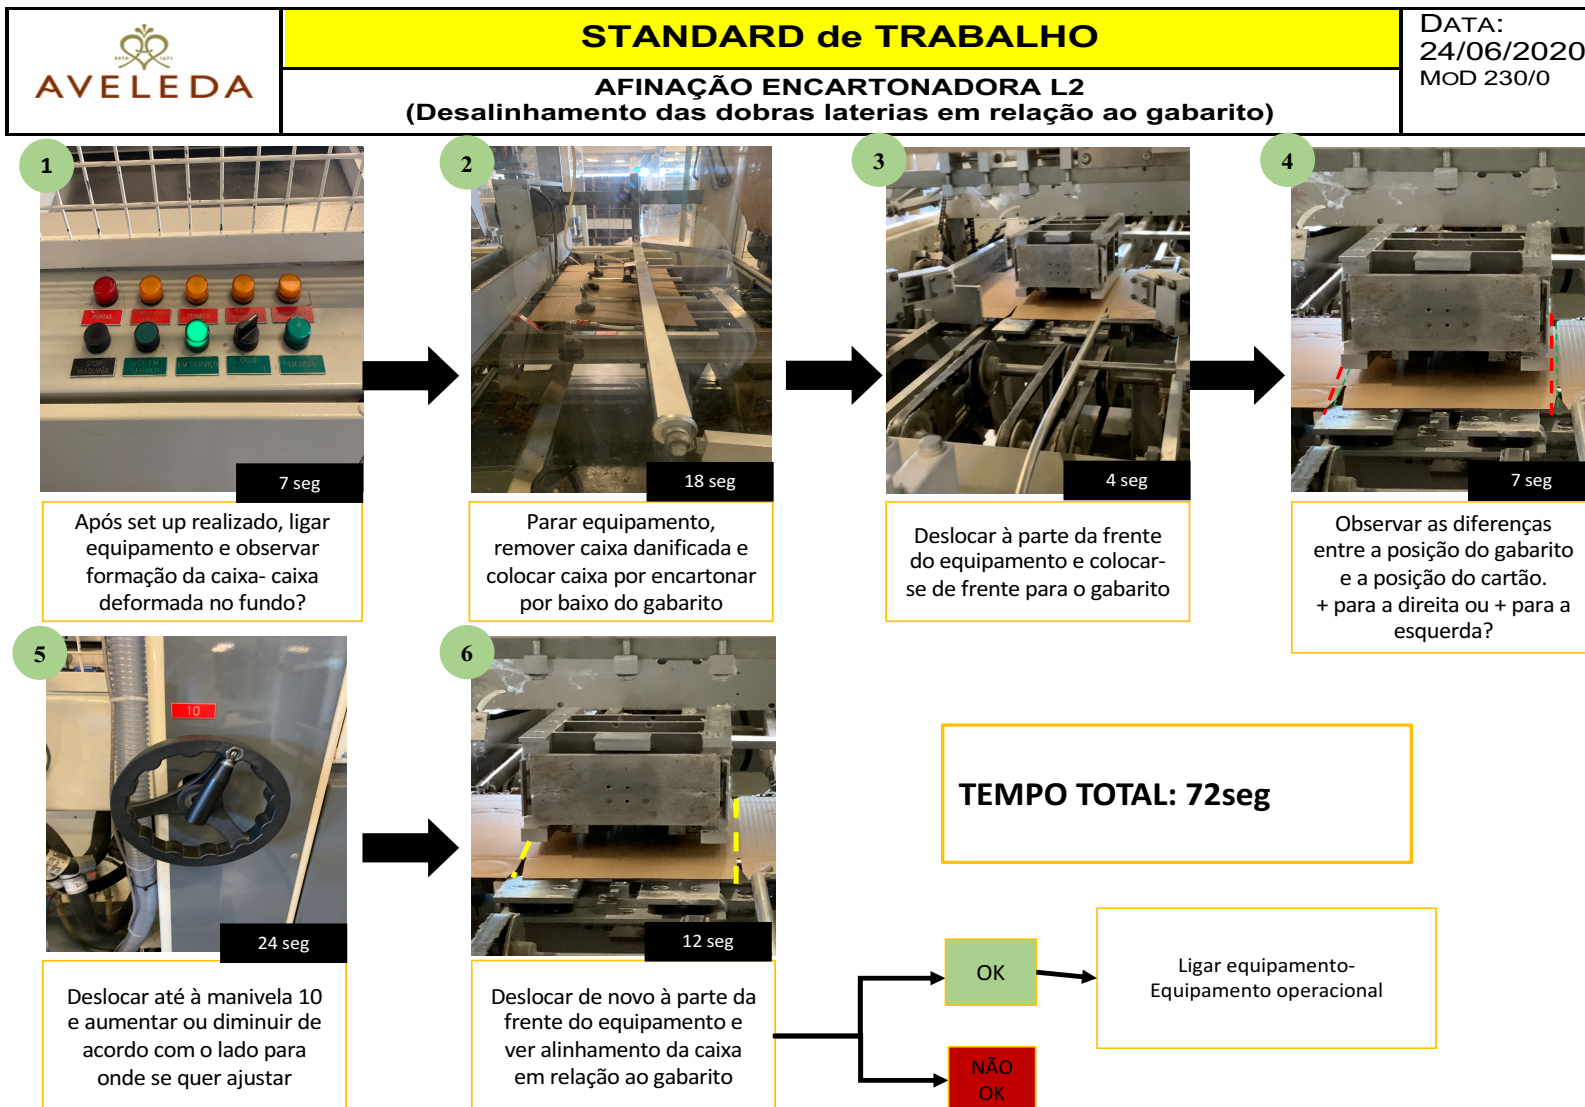 AVELEDA
STANDARD de TRABALHO
AFINAÇÃO ENCARTONADORA L2
(Desalinhamento das dobras laterias em relação ao gabarito)
DATA:
24/06/2020
MOD 230/0
1
2
3
4
PORTAS
TERMICO
STOP
MAQUINA
SERVIÇO
EM SERVIÇO
7 seg
18 seg
4 seg
7 seg
Após set up realizado, ligar
equipamento e observar
formação da caixa- caixa
deformada no fundo?
Parar equipamento,
remover caixa danificada e
colocar caixa por encartonar
por baixo do gabarito
Deslocar à parte da frente
do equipamento e colocar-
se de frente para o gabarito
Observar as diferenças
entre a posição do gabarito
e a posição do cartão.
+ para a direita ou + para a
esquerda?
5
6
10
24 seg
12 seg
Deslocar até à manivela 10
e aumentar ou diminuir de
acordo com o lado para
onde se quer ajustar
Deslocar de novo à parte da
frente do equipamento e
ver alinhamento da caixa
em relação ao gabarito
TEMPO TOTAL: 72seg
OK
Ligar equipamento-
Equipamento operacional
NÃO
OK